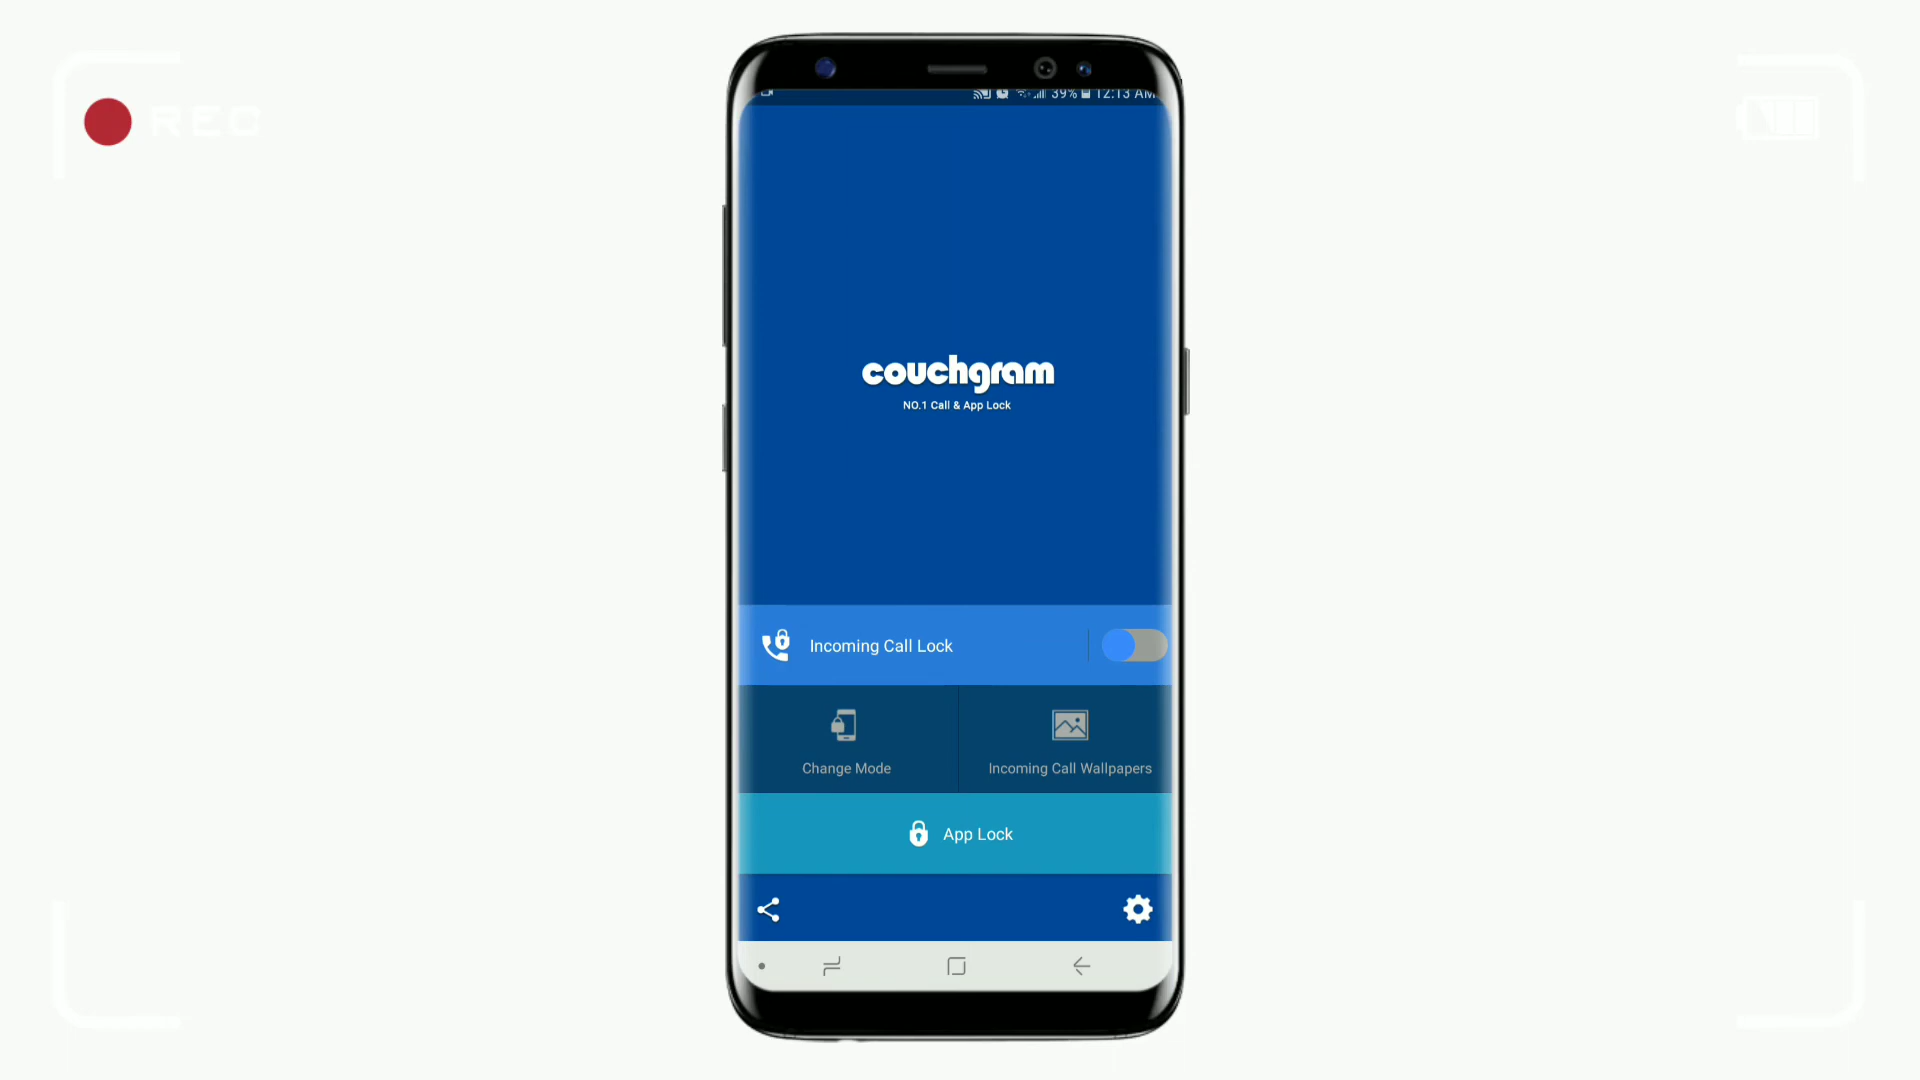 REC
39% 12:13 AM
couchgram
NO.1 Call & App Lock
Incoming Call Lock
Change Mode
Incoming Call Wallpapers
App Lock